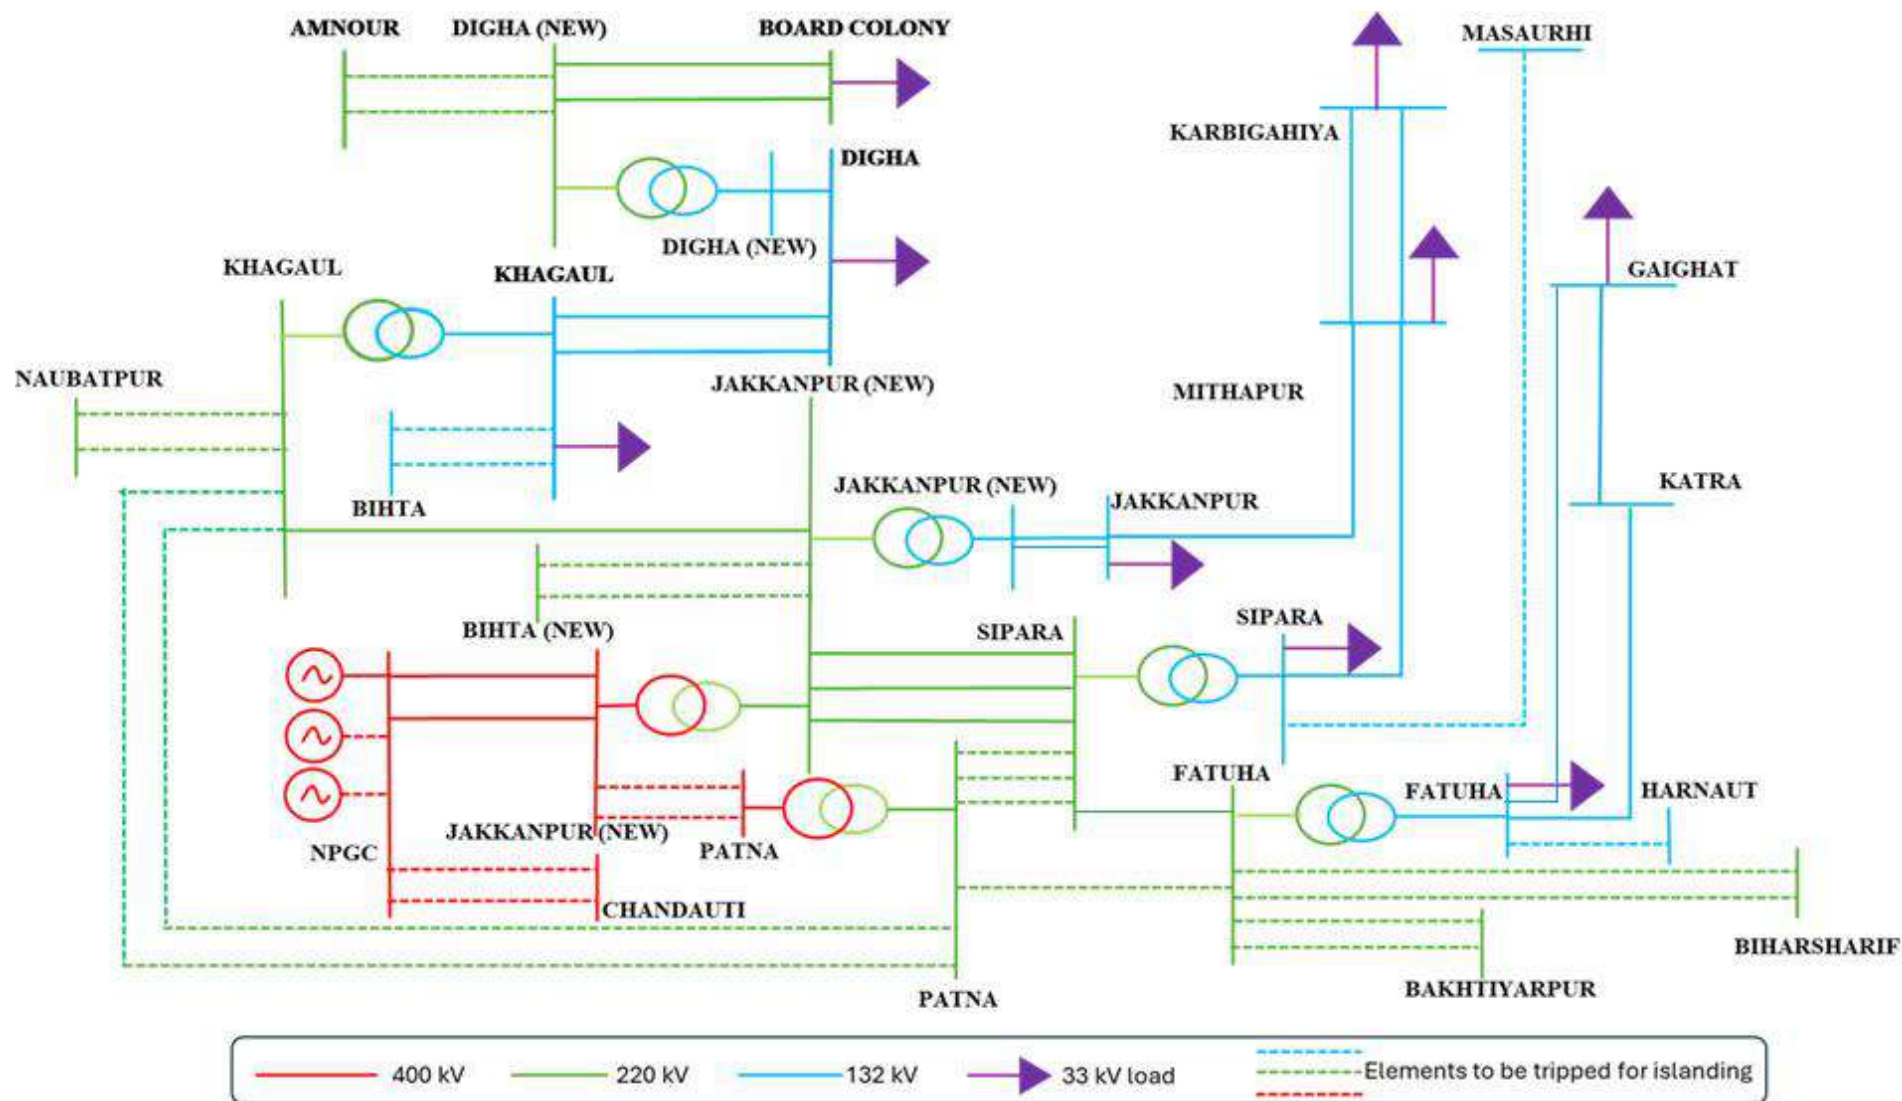 AMNOUR
DIGHA (NEW)
BOARD COLONY
MASAURHI
KARBIGAHIYA
DIGHA
DIGHA (NEW)
KHAGAUL
KHAGAUL
GAIGHAT
NAUBATPUR
JAKKANPUR (NEW)
MITHAPUR
BIHTA
JAKKANPUR (NEW)
JAKKANPUR
KATRA
BIHTA (NEW)
SIPARA
SIPARA
FATUHA
FATUHA
HARNAUT
JAKKANPUR (NEW)
NPGC
PATNA
CHANDAUTI
BIHARSHARIF
BAKHTIYARPUR
PATNA
400 kV
220 kV
132 kV
33 kV load
Elements to be tripped for islanding